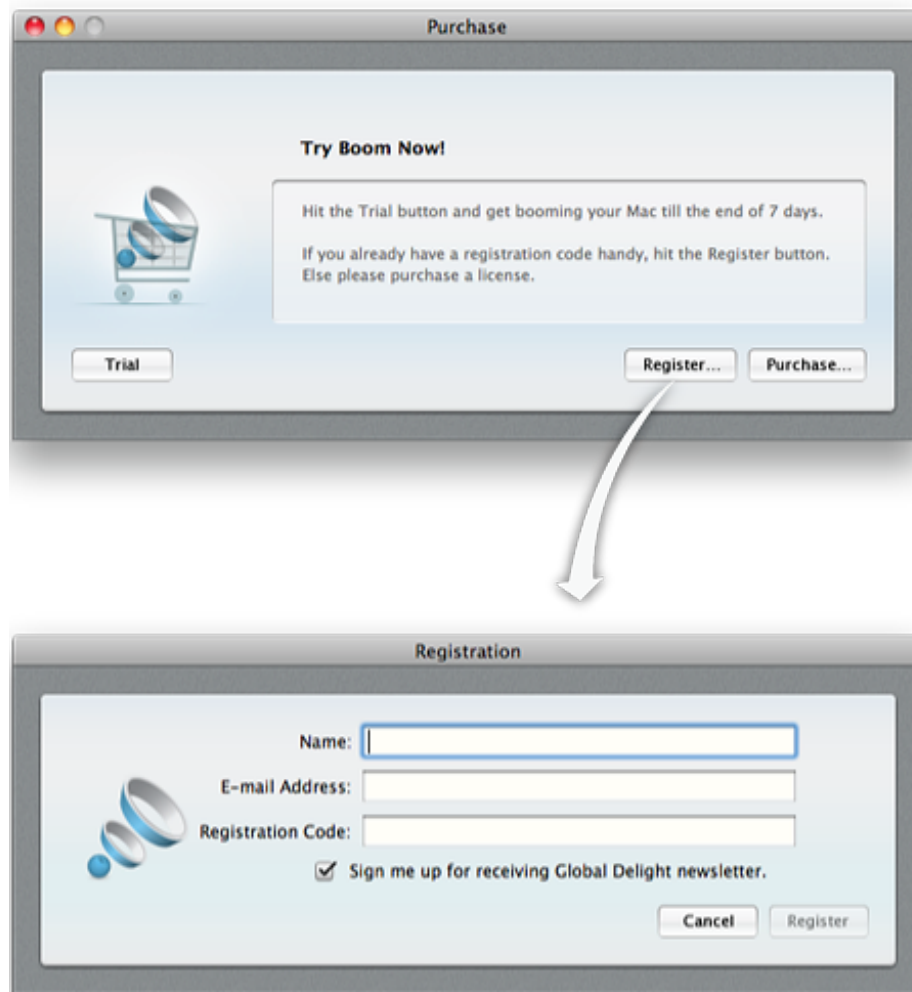 Purchase
Try Boom Now!
Hit the Trial button and get booming your Mac till the end of 7 days.
If you already have a registration code handy, hit the Register button.
Else please purchase a license.
Trial
Register...
Purchase...
Registration
Name:
E-mail Address:
Registration Code:
Sign me up for receiving Global Delight newsletter.
Cancel
Register